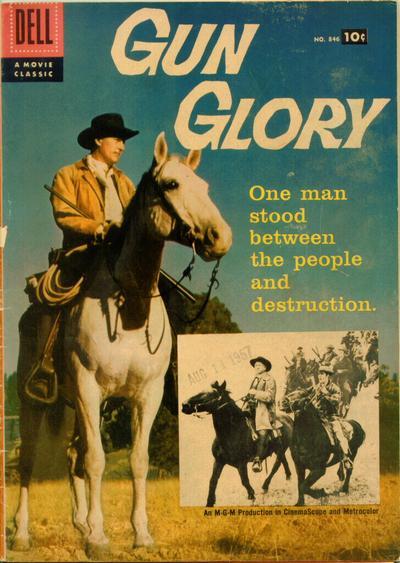 DELL
A MOVIE
CLASSIC
GUN
GLORY
NO. 846 10¢
One man
stood
between
the people
and
destruction.
AUG 11 1957
An M-G-M Production in CinemaScope and Metrocolor